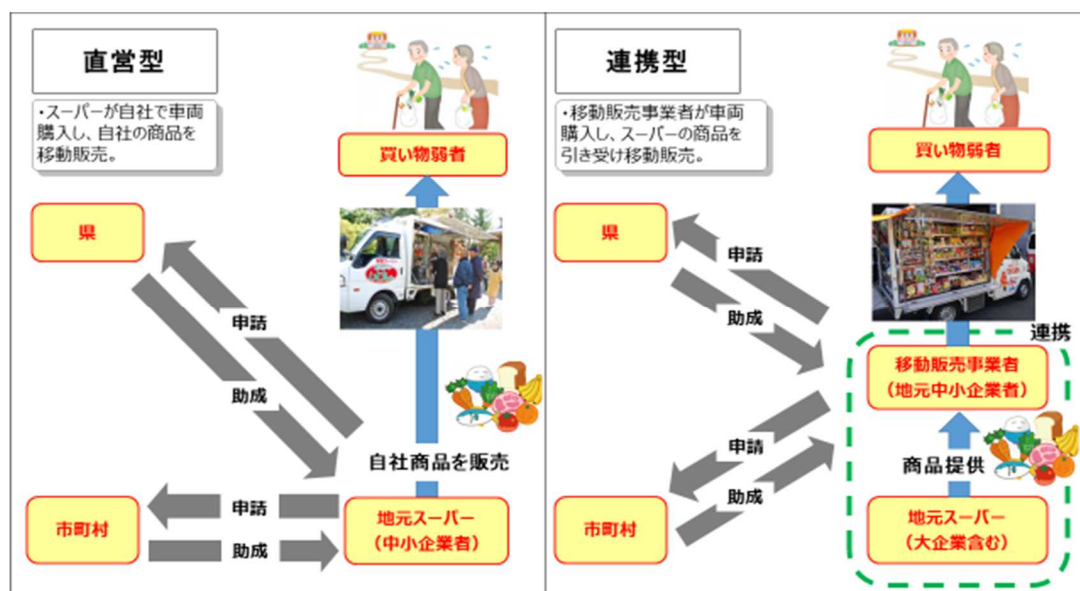 直営型
・スーパーが自社で車両
購入し、自社の商品を
移動販売。
買い物弱者
県
申請
助成
自社商品を販売
市町村
申請
助成
地元スーパー
（中小企業者）
連携型
・移動販売事業者が車両
購入し、スーパーの商品を
引き受け移動販売。
買い物弱者
県
申請
助成
連携
移動販売事業者
（地元中小企業者）
申請
助成
商品提供
市町村
地元スーパー
（大企業含む）